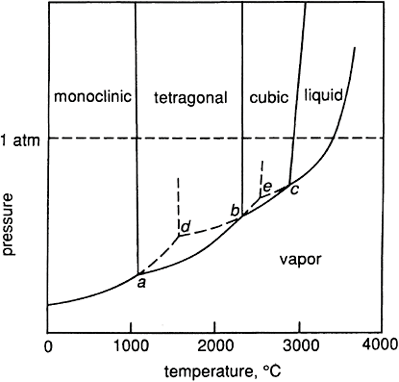 monoclinic tetragonal cubic liquid
1 atm
e
d b c
a
vapor
pressure
0 1000 2000 3000 4000
temperature, °C